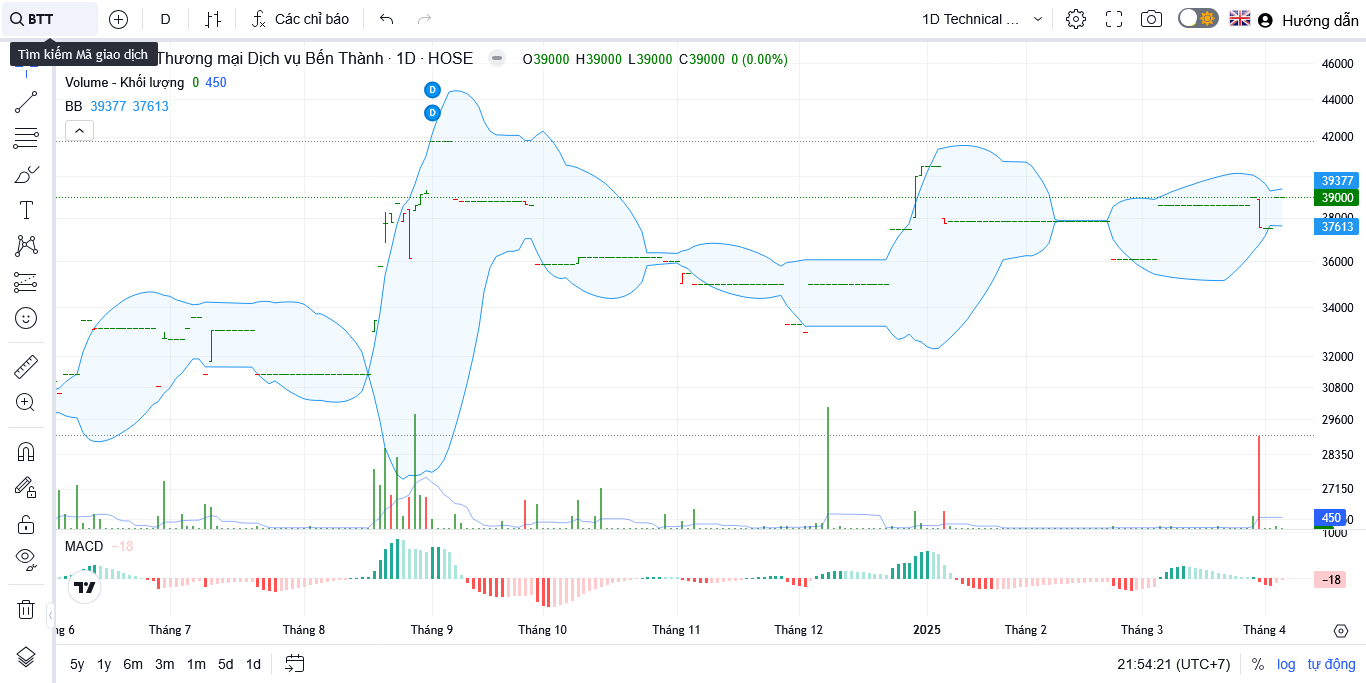 BTT
D
Các chỉ báo
1D Technical ...
Hướng dẫn
Tìm kiếm Mã giao dịch
Thương mại Dịch vụ Bến Thành · 1D · HOSE
O39000 H39000 L39000 C39000 0 (0.00%)
Volume - Khối lượng 0 450
BB 39377 37613
D
D
46000
44000
42000
39377
39000
38000
37613
36000
34000
32000
30800
29600
28350
27150
450
1000
MACD −18
−18
Tháng 7
Tháng 8
Tháng 9
Tháng 10
Tháng 11
Tháng 12
2025
Tháng 2
Tháng 3
Tháng 4
5y 1y 6m 3m 1m 5d 1d
21:54:21 (UTC+7)
% log tự động